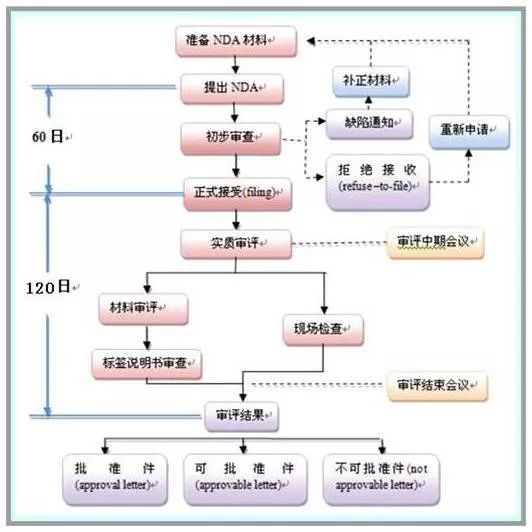 准备 NDA 材料
提出 NDA
补正材料
60日
初步审查
缺陷通知
重新申请
拒绝接收
(refuse–to-file)
正式接受(filing)
实质审评
审评中期会议
120日
材料审评
现场检查
标签说明书审查
审评结束会议
审评结果
批准件
(approval letter)
可批准件
(approvable letter)
不可批准件(not
approvable letter)